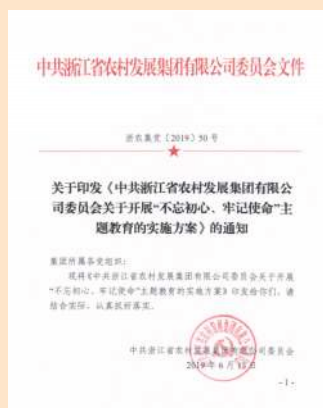 中共浙江省农村发展集团有限公司委员会文件
浙农集党〔2019〕50号
关于印发《中共浙江省农村发展集团有限公
司委员会关于开展“不忘初心、牢记使命”主
题教育的实施方案》的通知
集团所属各党组织：
现将《中共浙江省农村发展集团有限公司委员会关于开展
“不忘初心、牢记使命”主题教育的实施方案》印发给你们，请
结合实际，认真抓好落实。
中共浙江省农村发展集团有限公司委员会
2019年6月
-1-